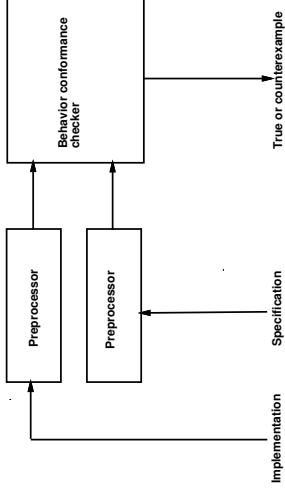 Implementation
Specification
True or counterexample
Preprocessor
Preprocessor
Behavior conformance
checker